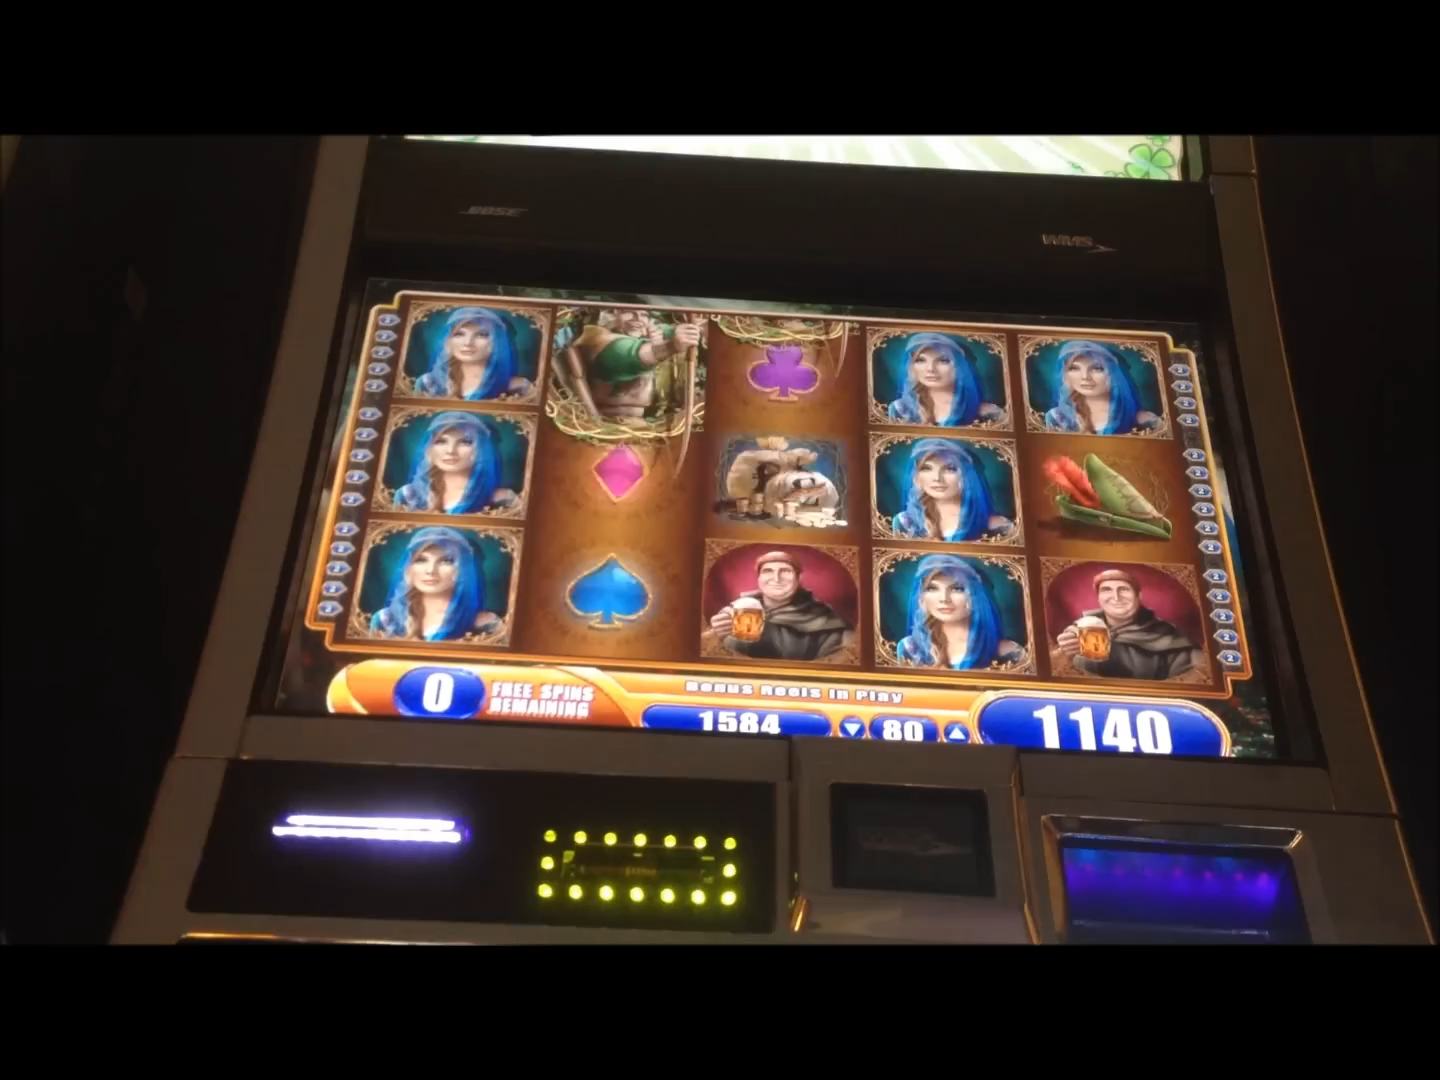 BOSE
WMS
0
FREE SPINS
REMAINING
Bonus Reels In Play
1584
80
1140